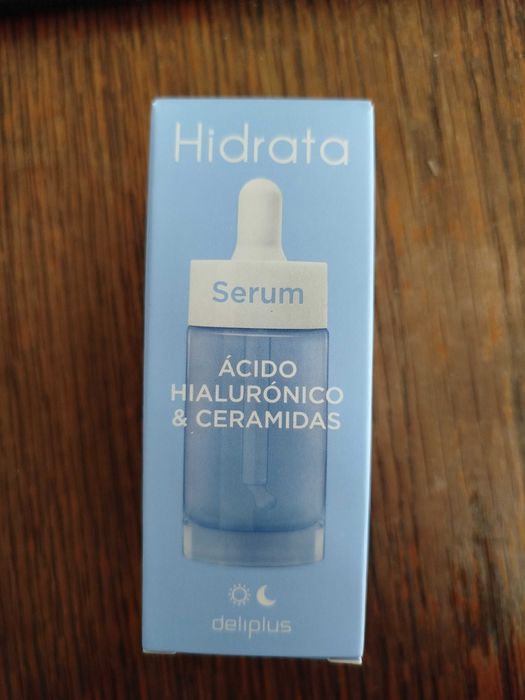 Hidrata
Serum
ÁCIDO
HIALURÓNICO
& CERAMIDAS
deliplus